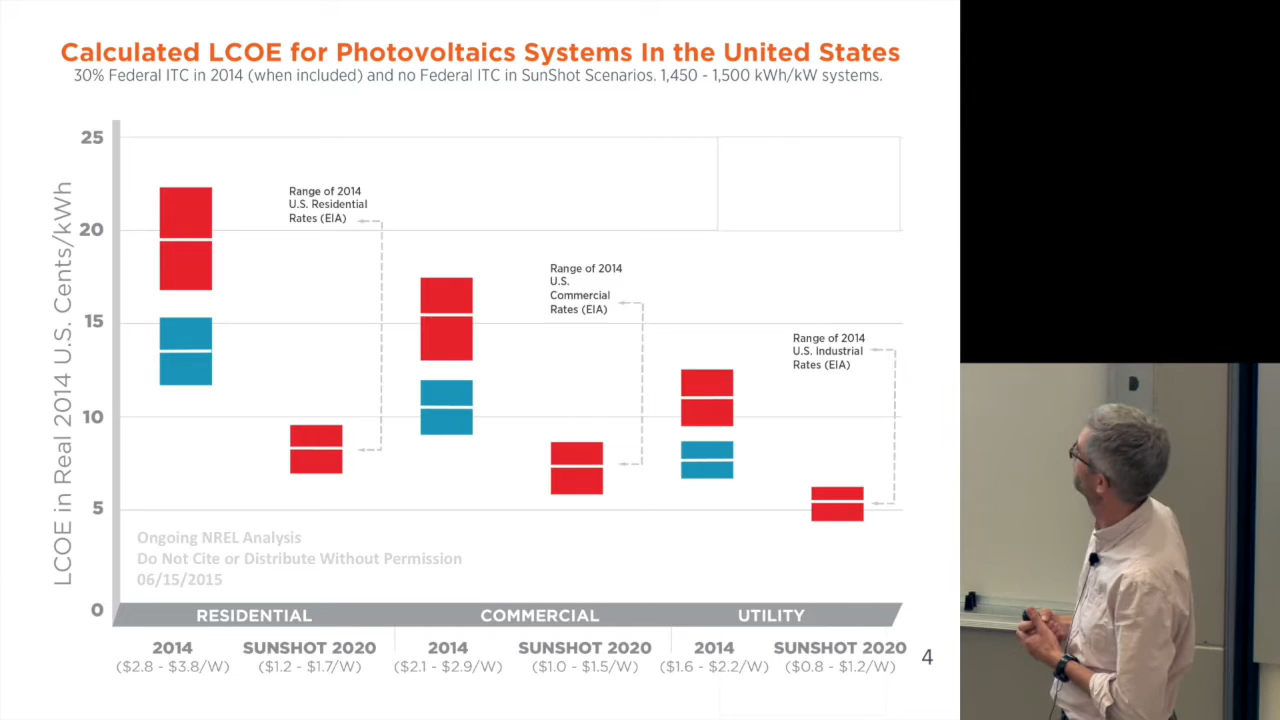 Calculated LCOE for Photovoltaics Systems In the United States
30% Federal ITC in 2014 (when included) and no Federal ITC in SunShot Scenarios. 1,450 - 1,500 kWh/kW systems.
LCOE in Real 2014 U.S. Cents/kWh
25
20
15
10
5
0
Range of 2014
U.S. Residential
Rates (EIA)
Range of 2014
U.S.
Commercial
Rates (EIA)
Range of 2014
U.S. Industrial
Rates (EIA)
Ongoing NREL Analysis
Do Not Cite or Distribute Without Permission
06/15/2015
RESIDENTIAL COMMERCIAL UTILITY
2014 SUNSHOT 2020 2014 SUNSHOT 2020 2014 SUNSHOT 2020
($2.8 - $3.8/W) ($1.2 - $1.7/W) ($2.1 - $2.9/W) ($1.0 - $1.5/W) ($1.6 - $2.2/W) ($0.8 - $1.2/W)
4